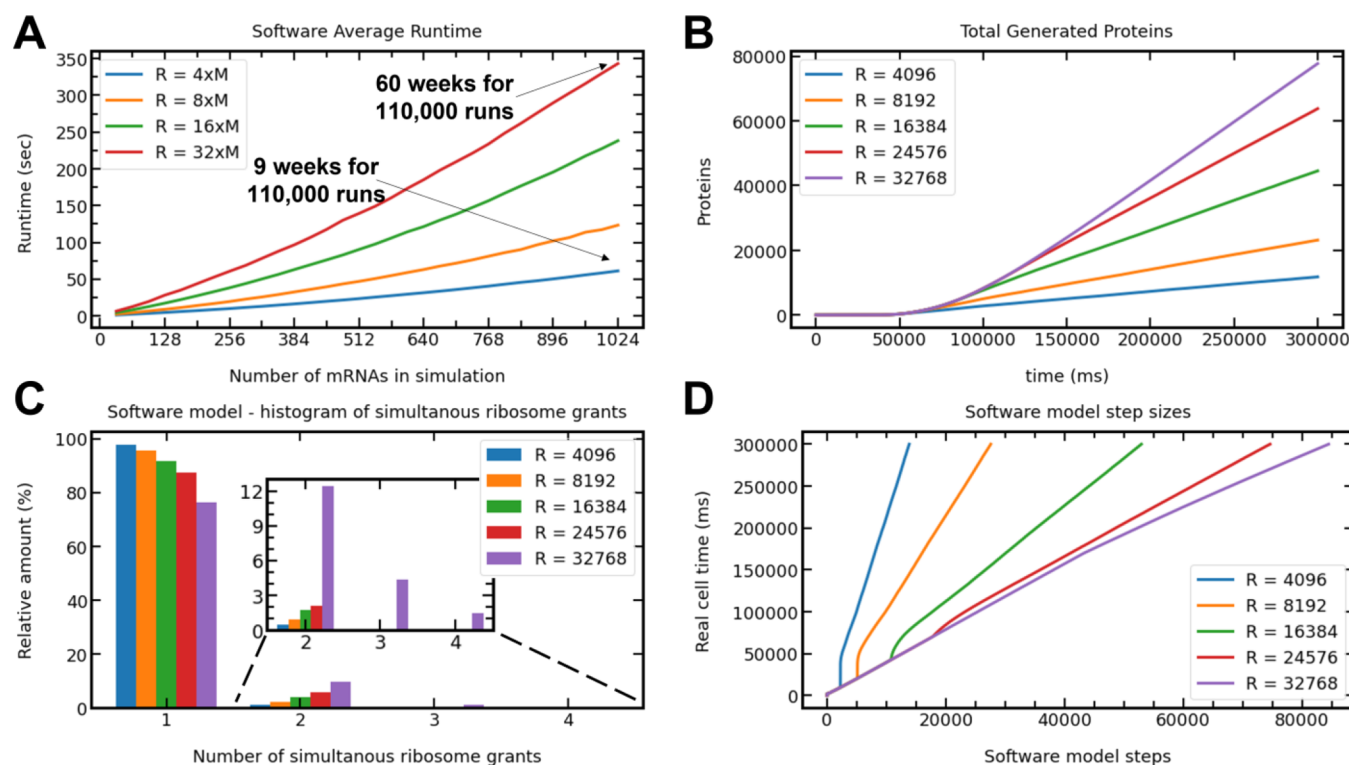 A
Software Average Runtime
350
300
250
200
150
100
50
0
Runtime (sec)
R = 4xM
R = 8xM
R = 16xM
R = 32xM
60 weeks for
110,000 runs
9 weeks for
110,000 runs
0 128 256 384 512 640 768 896 1024
Number of mRNAs in simulation
B
Total Generated Proteins
80000
60000
40000
20000
0
Proteins
R = 4096
R = 8192
R = 16384
R = 24576
R = 32768
0 50000 100000 150000 200000 250000 300000
time (ms)
C
Software model - histogram of simultanous ribosome grants
100
80
60
40
20
0
Relative amount (%)
R = 4096
R = 8192
R = 16384
R = 24576
R = 32768
12
9
6
3
0
2 3 4
1 2 3 4
Number of simultanous ribosome grants
D
Software model step sizes
300000
250000
200000
150000
100000
50000
0
Real cell time (ms)
R = 4096
R = 8192
R = 16384
R = 24576
R = 32768
0 20000 40000 60000 80000
Software model steps